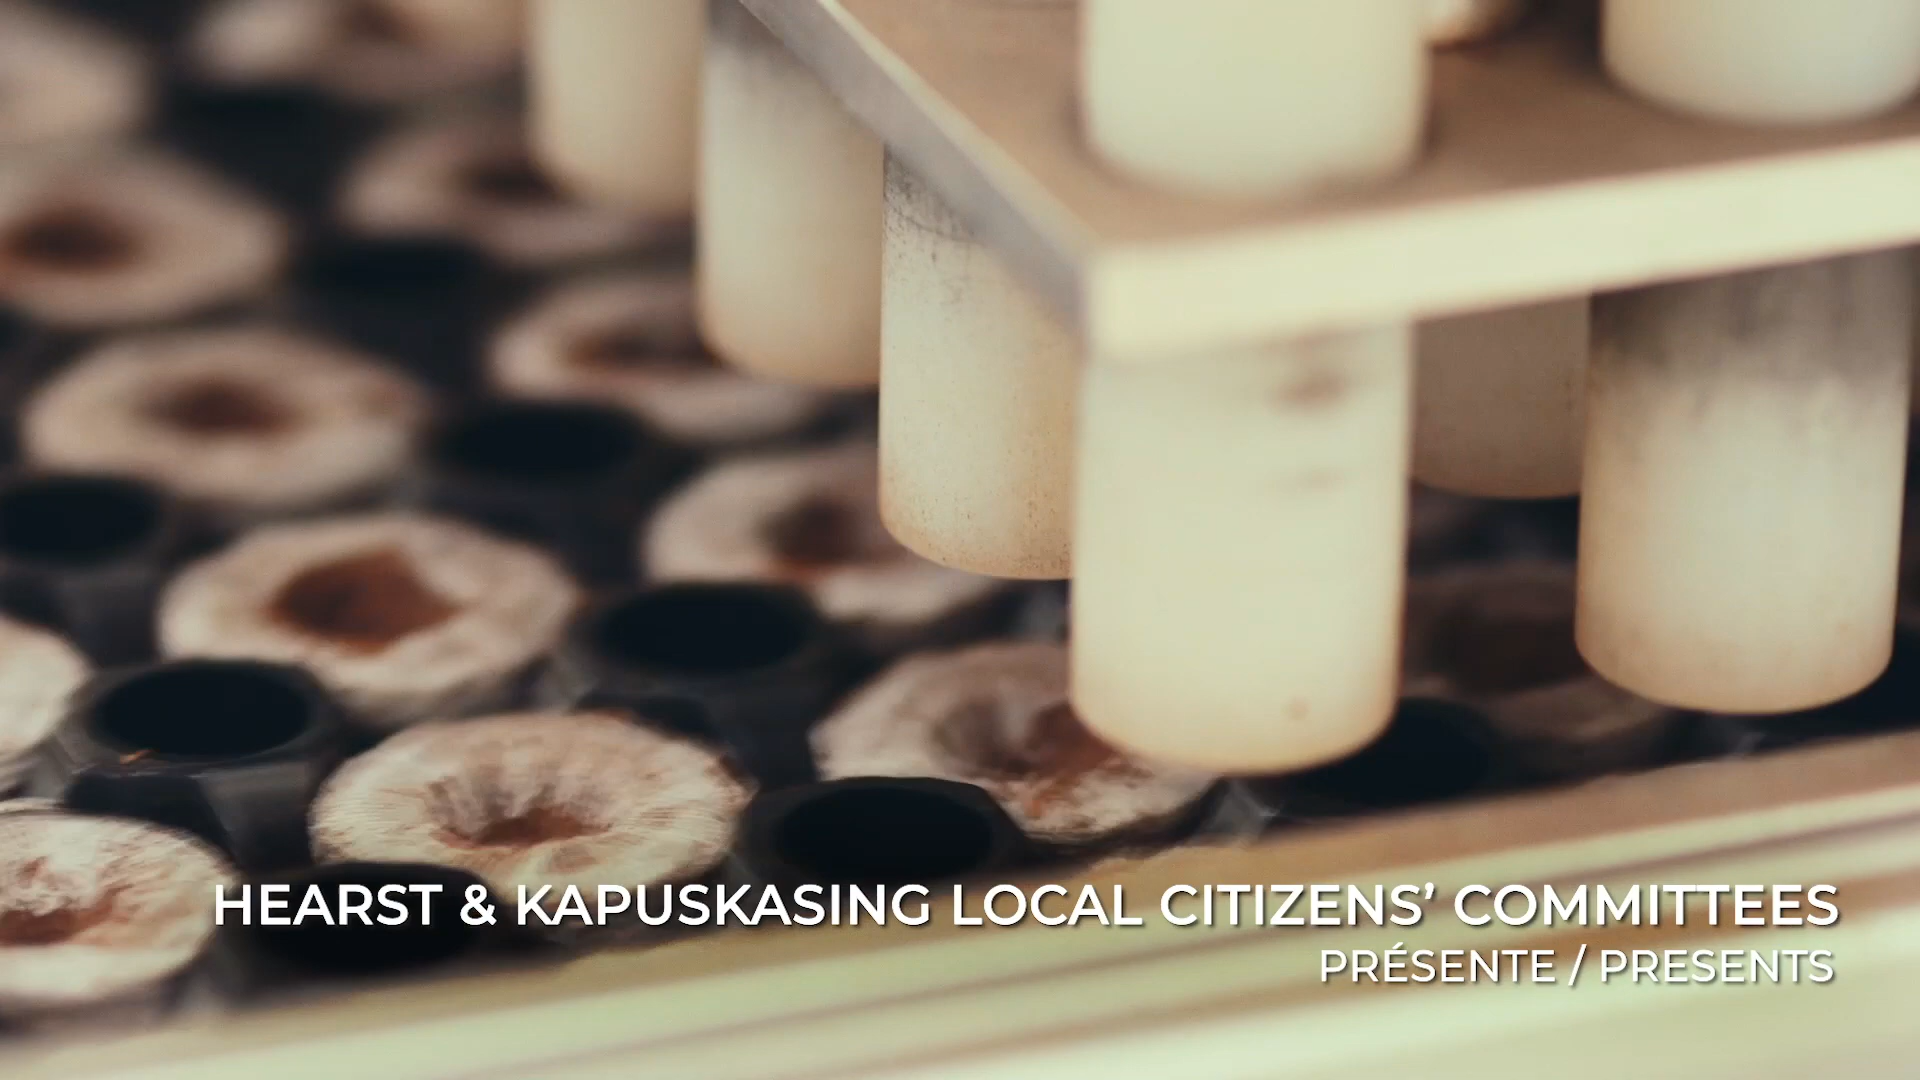 HEARST & KAPUSKASING LOCAL CITIZENS’ COMMITTEES
PRÉSENTE / PRESENTS